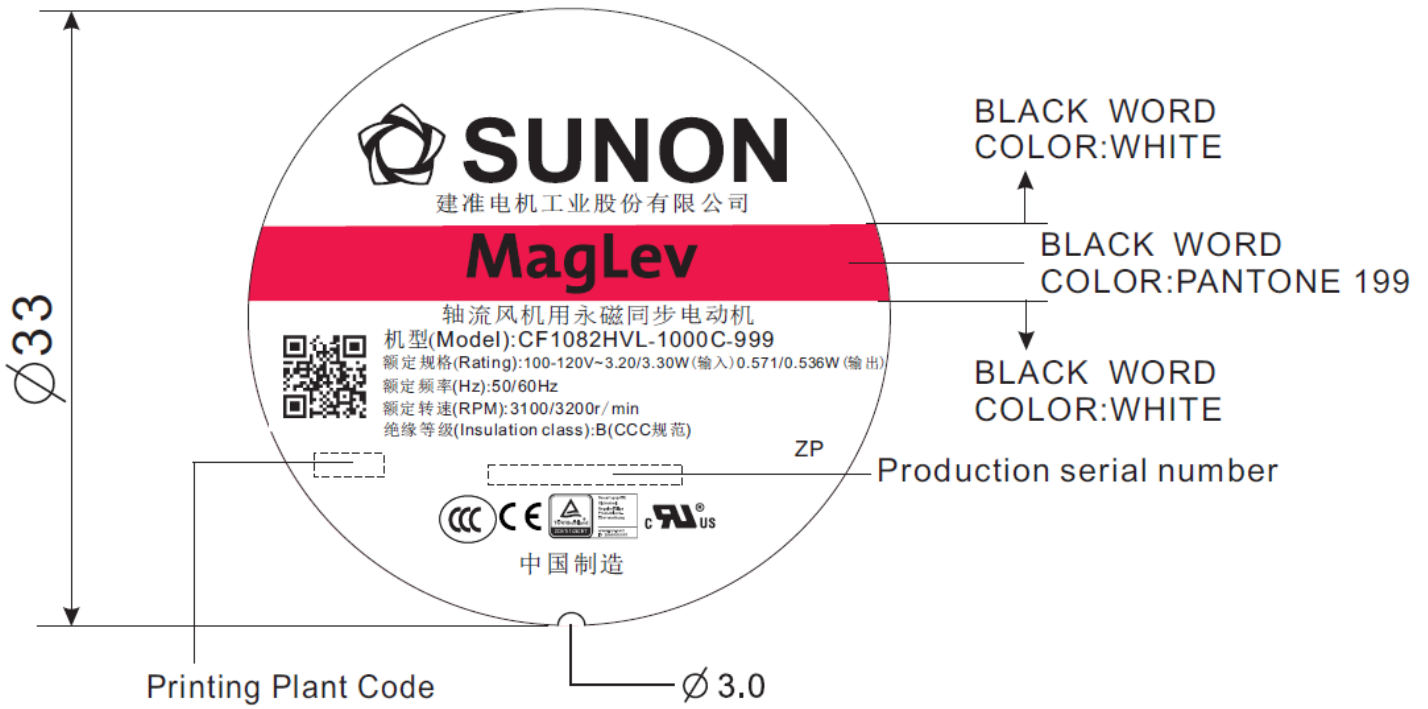 SUNON
建准电机工业股份有限公司
MagLev
轴流风机用永磁同步电动机
机型(Model):CF1082HVL-1000C-999
额定规格(Rating):100-120V~3.20/3.30W(输入)0.571/0.536W(输出)
额定频率(Hz):50/60Hz
额定转速(RPM):3100/3200r/min
绝缘等级(Insulation class):B(CCC规范)
ZP
CCC CE c RU ® US
中国制造
BLACK WORD
COLOR:WHITE
BLACK WORD
COLOR:PANTONE 199
BLACK WORD
COLOR:WHITE
Production serial number
Printing Plant Code
∅33
∅3.0